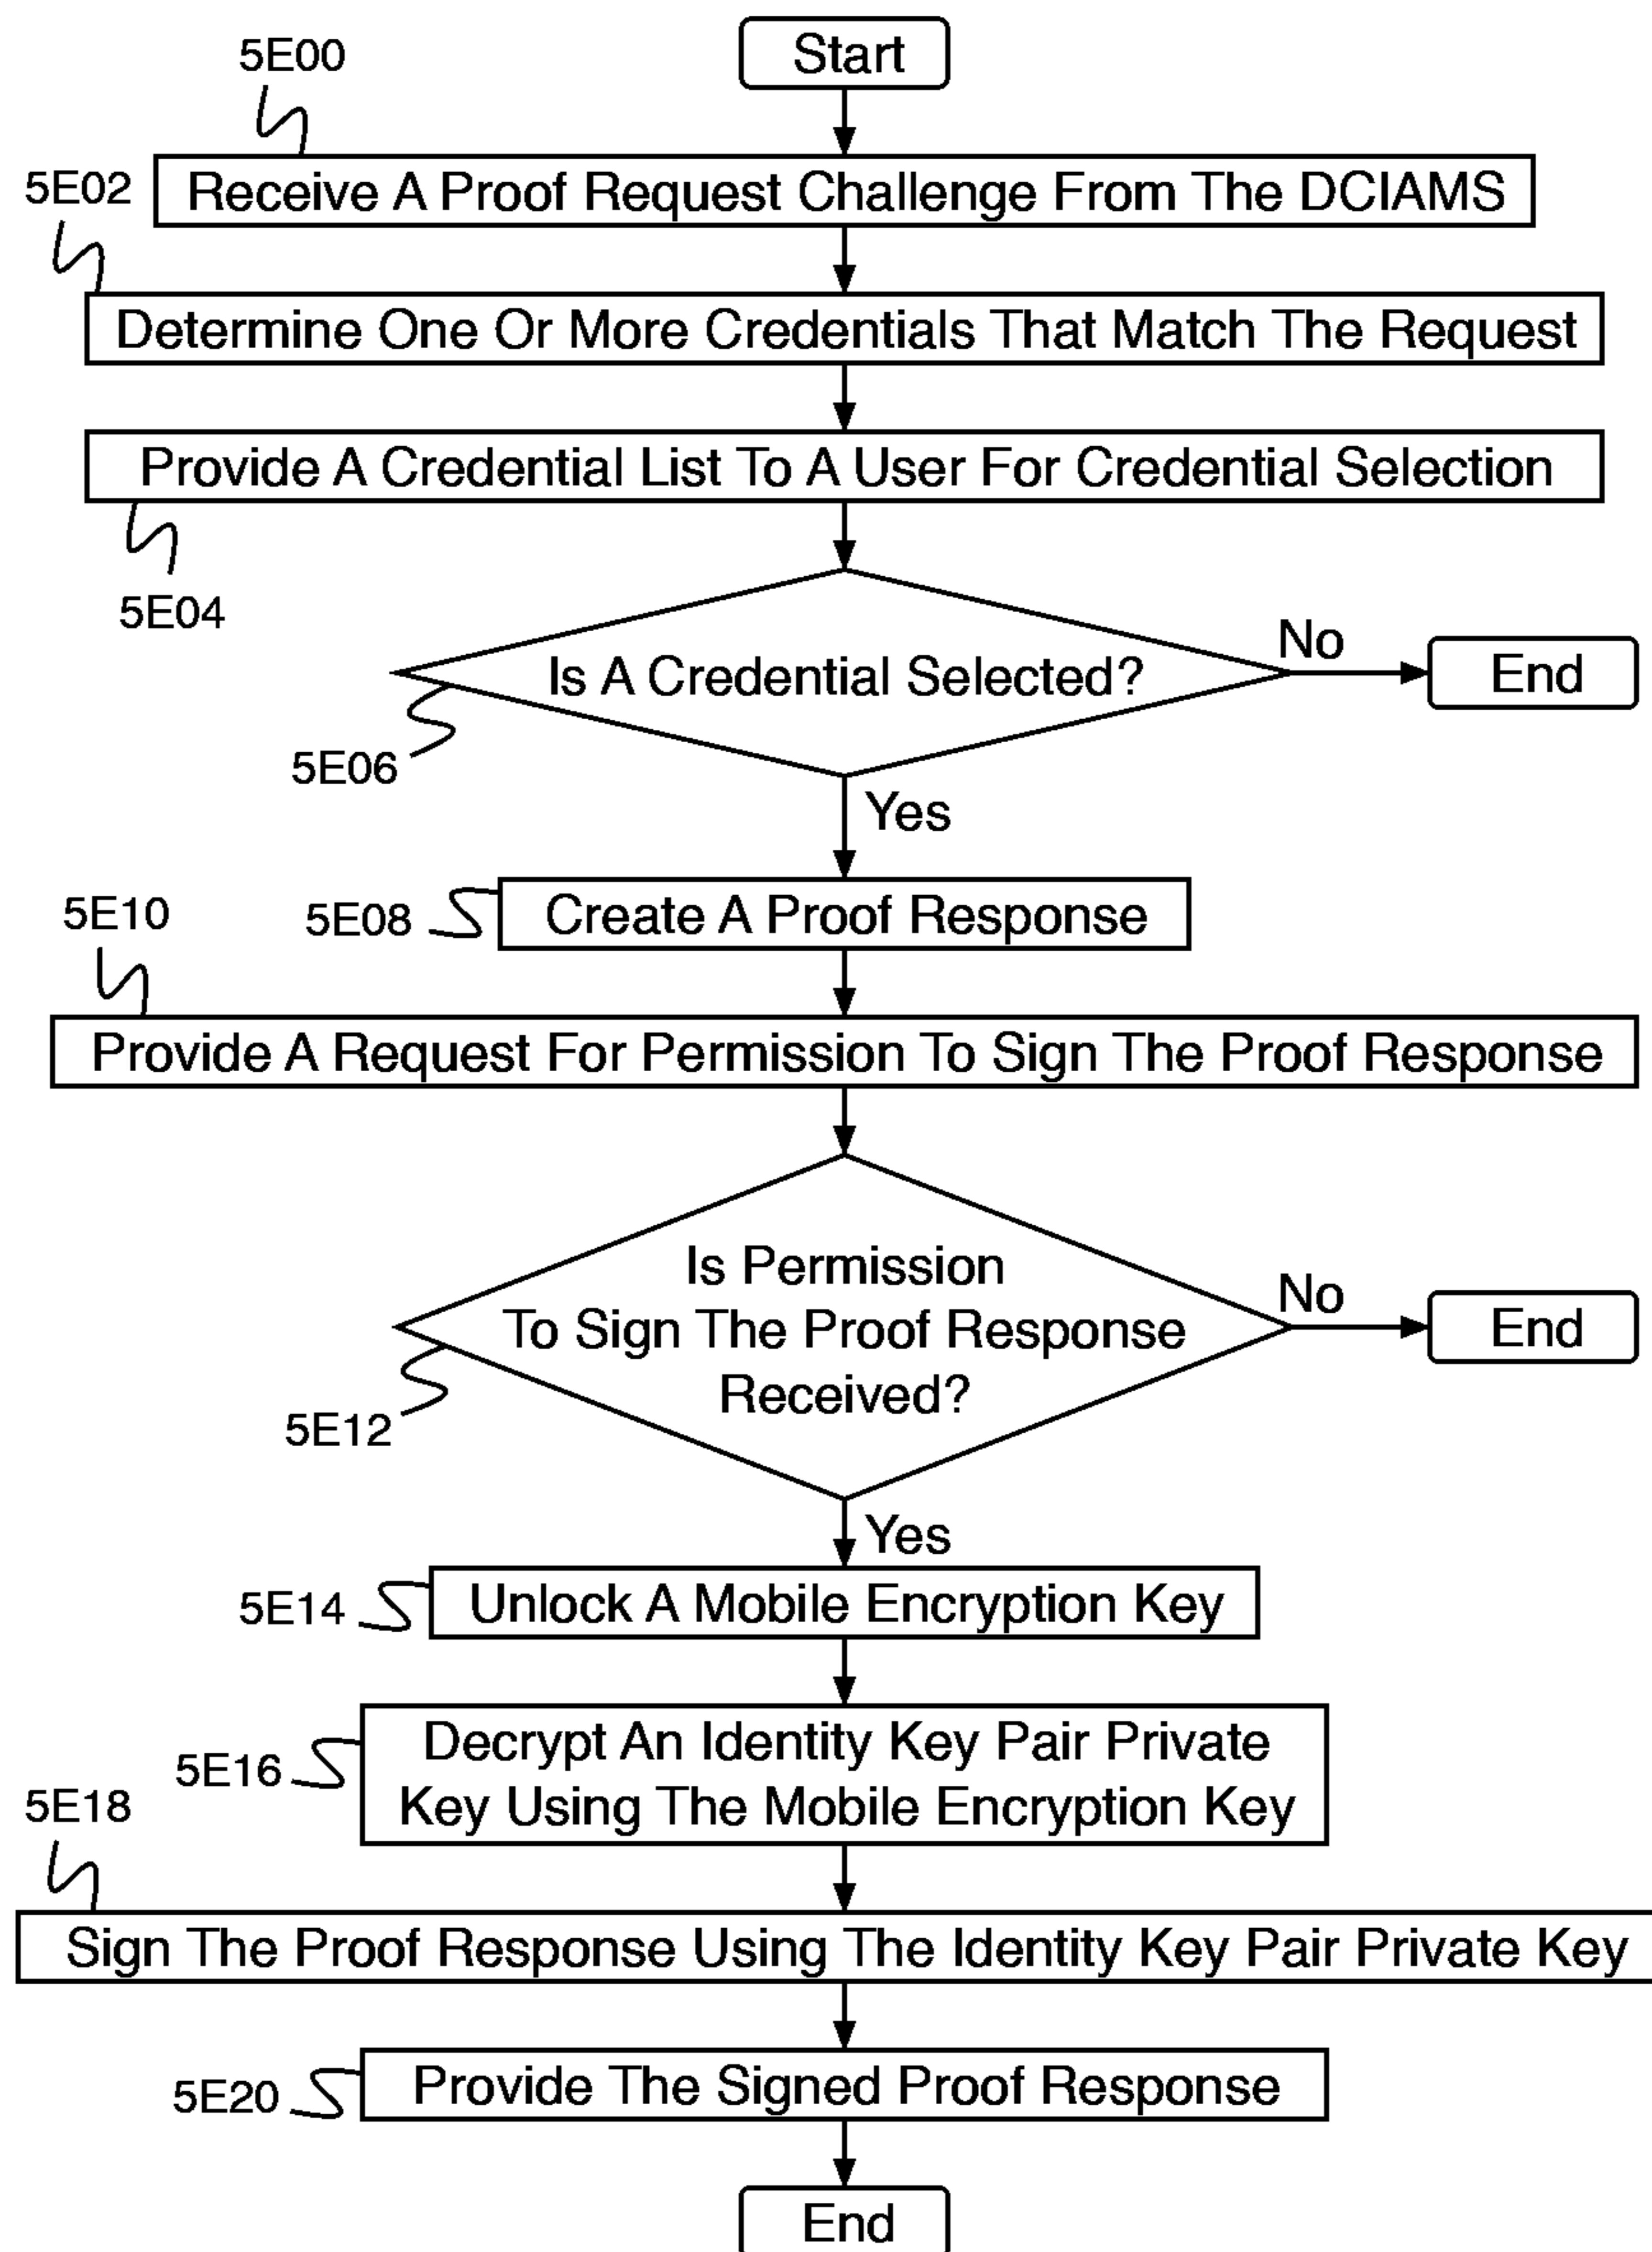 Start
5E00
Receive A Proof Request Challenge From The DCIAMS
5E02
Determine One Or More Credentials That Match The Request
Provide A Credential List To A User For Credential Selection
5E04
Is A Credential Selected?
No
End
5E06
Yes
Create A Proof Response
5E08
5E10
Provide A Request For Permission To Sign The Proof Response
Is Permission
To Sign The Proof Response
Received?
No
End
5E12
Yes
Unlock A Mobile Encryption Key
5E14
Decrypt An Identity Key Pair Private
Key Using The Mobile Encryption Key
5E16
5E18
Sign The Proof Response Using The Identity Key Pair Private Key
Provide The Signed Proof Response
5E20
End